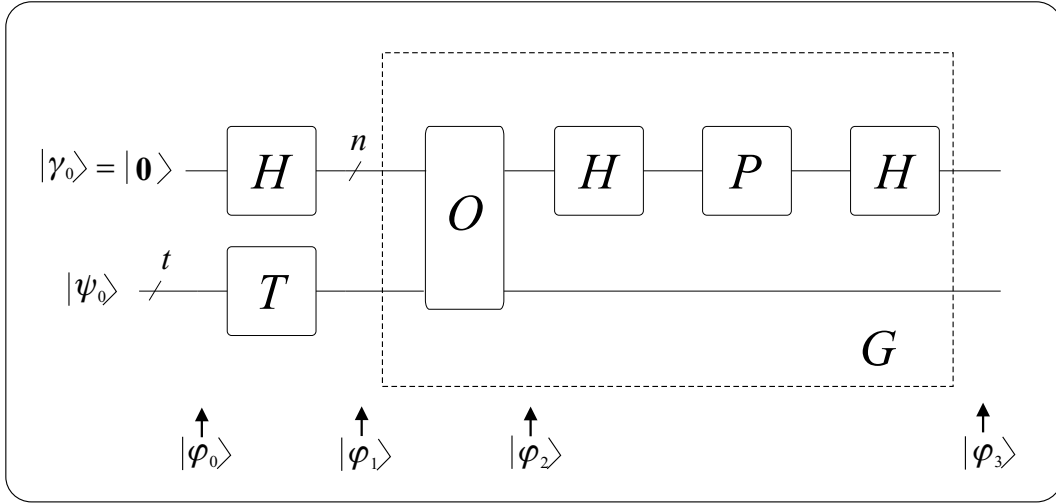 n
|γ₀⟩ = |𝟎⟩ H O H P H
t
|ψ₀⟩ T
G
|φ₀⟩ |φ₁⟩ |φ₂⟩ |φ₃⟩